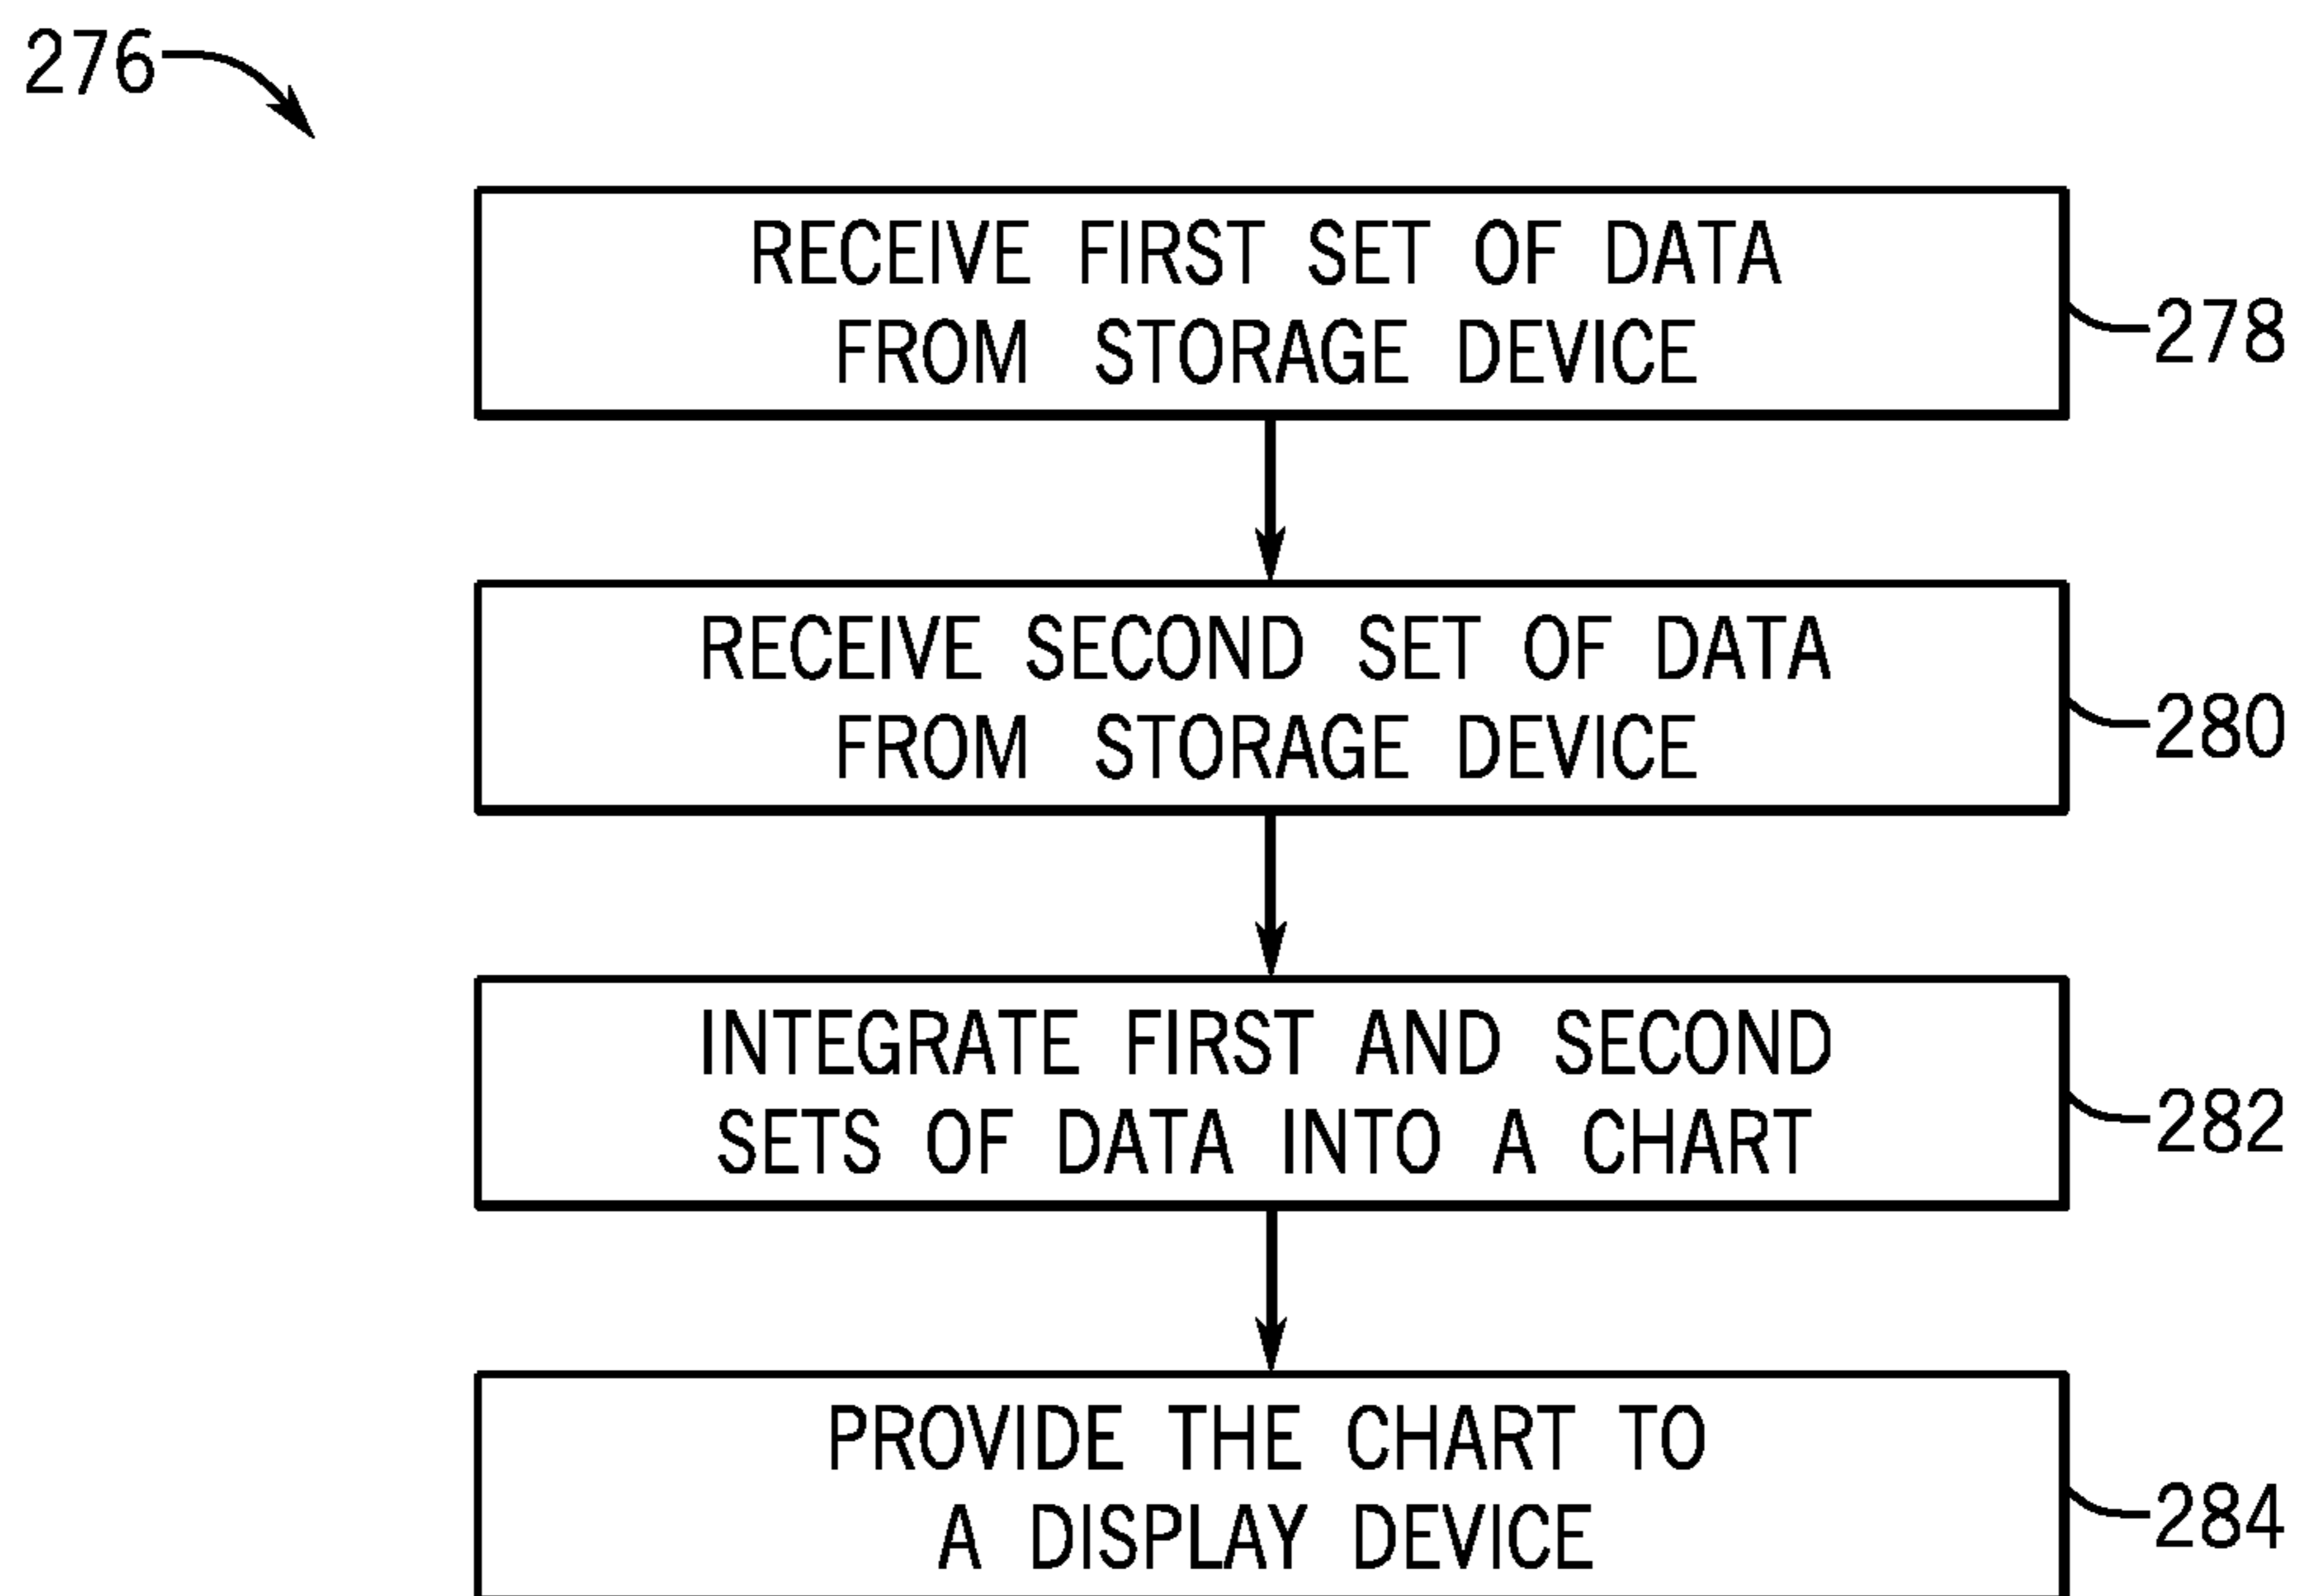 276
RECEIVE FIRST SET OF DATA
FROM STORAGE DEVICE
278
RECEIVE SECOND SET OF DATA
FROM STORAGE DEVICE
280
INTEGRATE FIRST AND SECOND
SETS OF DATA INTO A CHART
282
PROVIDE THE CHART TO
A DISPLAY DEVICE
284